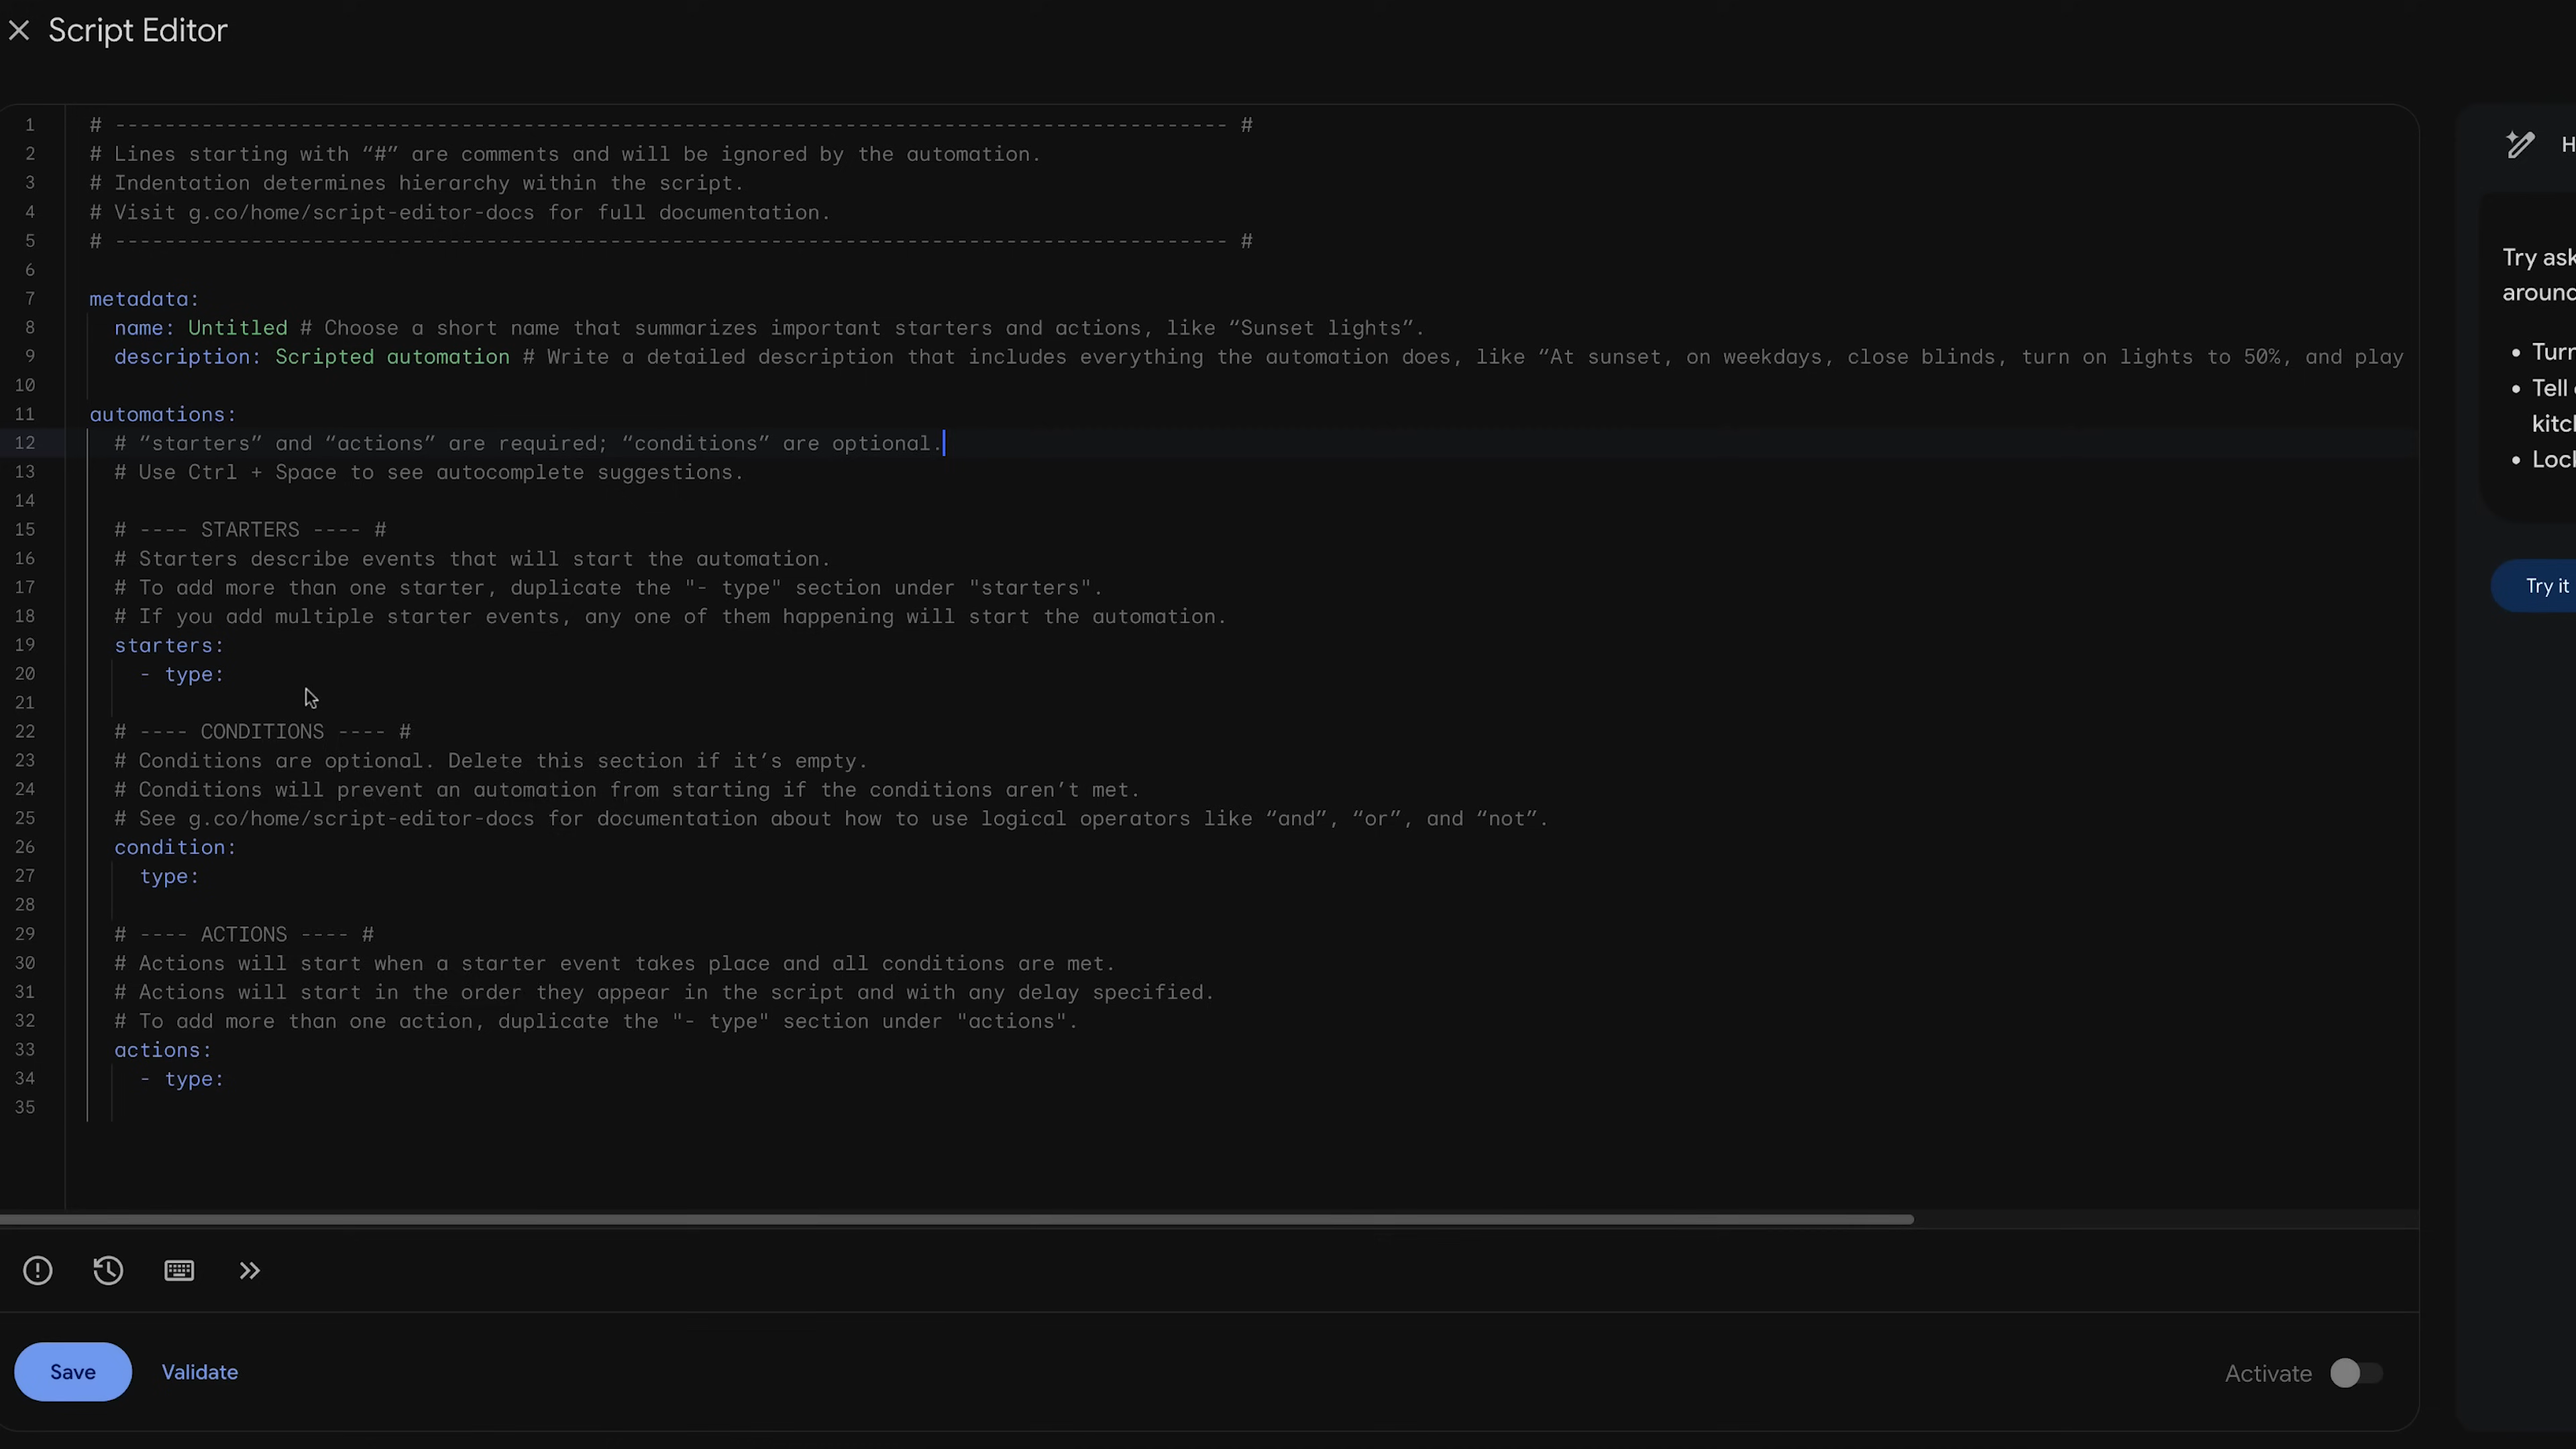 Script Editor
1 # ------------------------------------------------------------------------------------------ #
2 # Lines starting with “#” are comments and will be ignored by the automation.
3 # Indentation determines hierarchy within the script.
4 # Visit g.co/home/script-editor-docs for full documentation.
5 # ------------------------------------------------------------------------------------------ #
6
7 metadata:
8 name: Untitled # Choose a short name that summarizes important starters and actions, like “Sunset lights”.
9 description: Scripted automation # Write a detailed description that includes everything the automation does, like “At sunset, on weekdays, close blinds, turn on lights to 50%, and play
10
11 automations:
12 # “starters” and “actions” are required; “conditions” are optional.
13 # Use Ctrl + Space to see autocomplete suggestions.
14
15 # ---- STARTERS ---- #
16 # Starters describe events that will start the automation.
17 # To add more than one starter, duplicate the "- type" section under "starters".
18 # If you add multiple starter events, any one of them happening will start the automation.
19 starters:
20 - type:
21
22 # ---- CONDITIONS ---- #
23 # Conditions are optional. Delete this section if it’s empty.
24 # Conditions will prevent an automation from starting if the conditions aren’t met.
25 # See g.co/home/script-editor-docs for documentation about how to use logical operators like “and”, “or”, and “not”.
26 condition:
27 type:
28
29 # ---- ACTIONS ---- #
30 # Actions will start when a starter event takes place and all conditions are met.
31 # Actions will start in the order they appear in the script and with any delay specified.
32 # To add more than one action, duplicate the "- type" section under "actions".
33 actions:
34 - type:
35
Save Validate
Activate
H
Try ask
around
• Turn
• Tell
kitch
• Lock
Try it